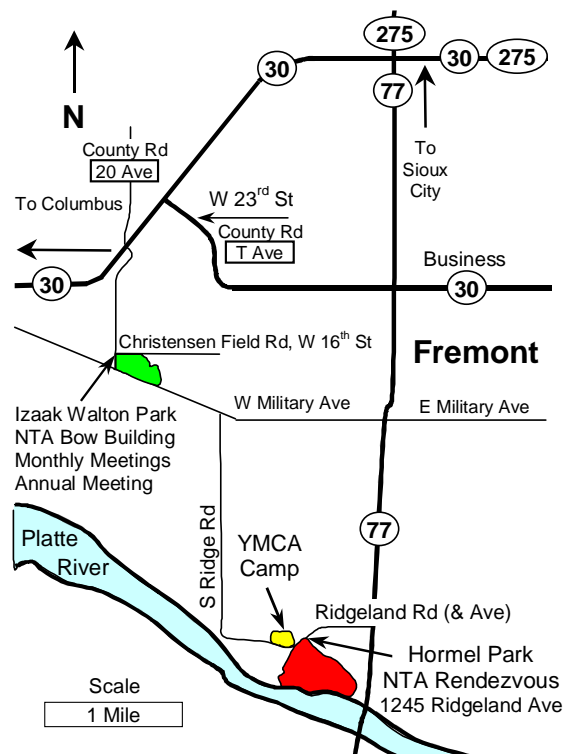 275
30
30
275
77
N
To
Sioux
City
I
County Rd
20 Ave
To Columbus
W 23rd St
County Rd
T Ave
Business
30
30
Christensen Field Rd, W 16th St
Fremont
W Military Ave
E Military Ave
Izaak Walton Park
NTA Bow Building
Monthly Meetings
Annual Meeting
S Ridge Rd
77
Platte
River
YMCA
Camp
Ridgeland Rd (& Ave)
Hormel Park
NTA Rendezvous
1245 Ridgeland Ave
Scale
1 Mile